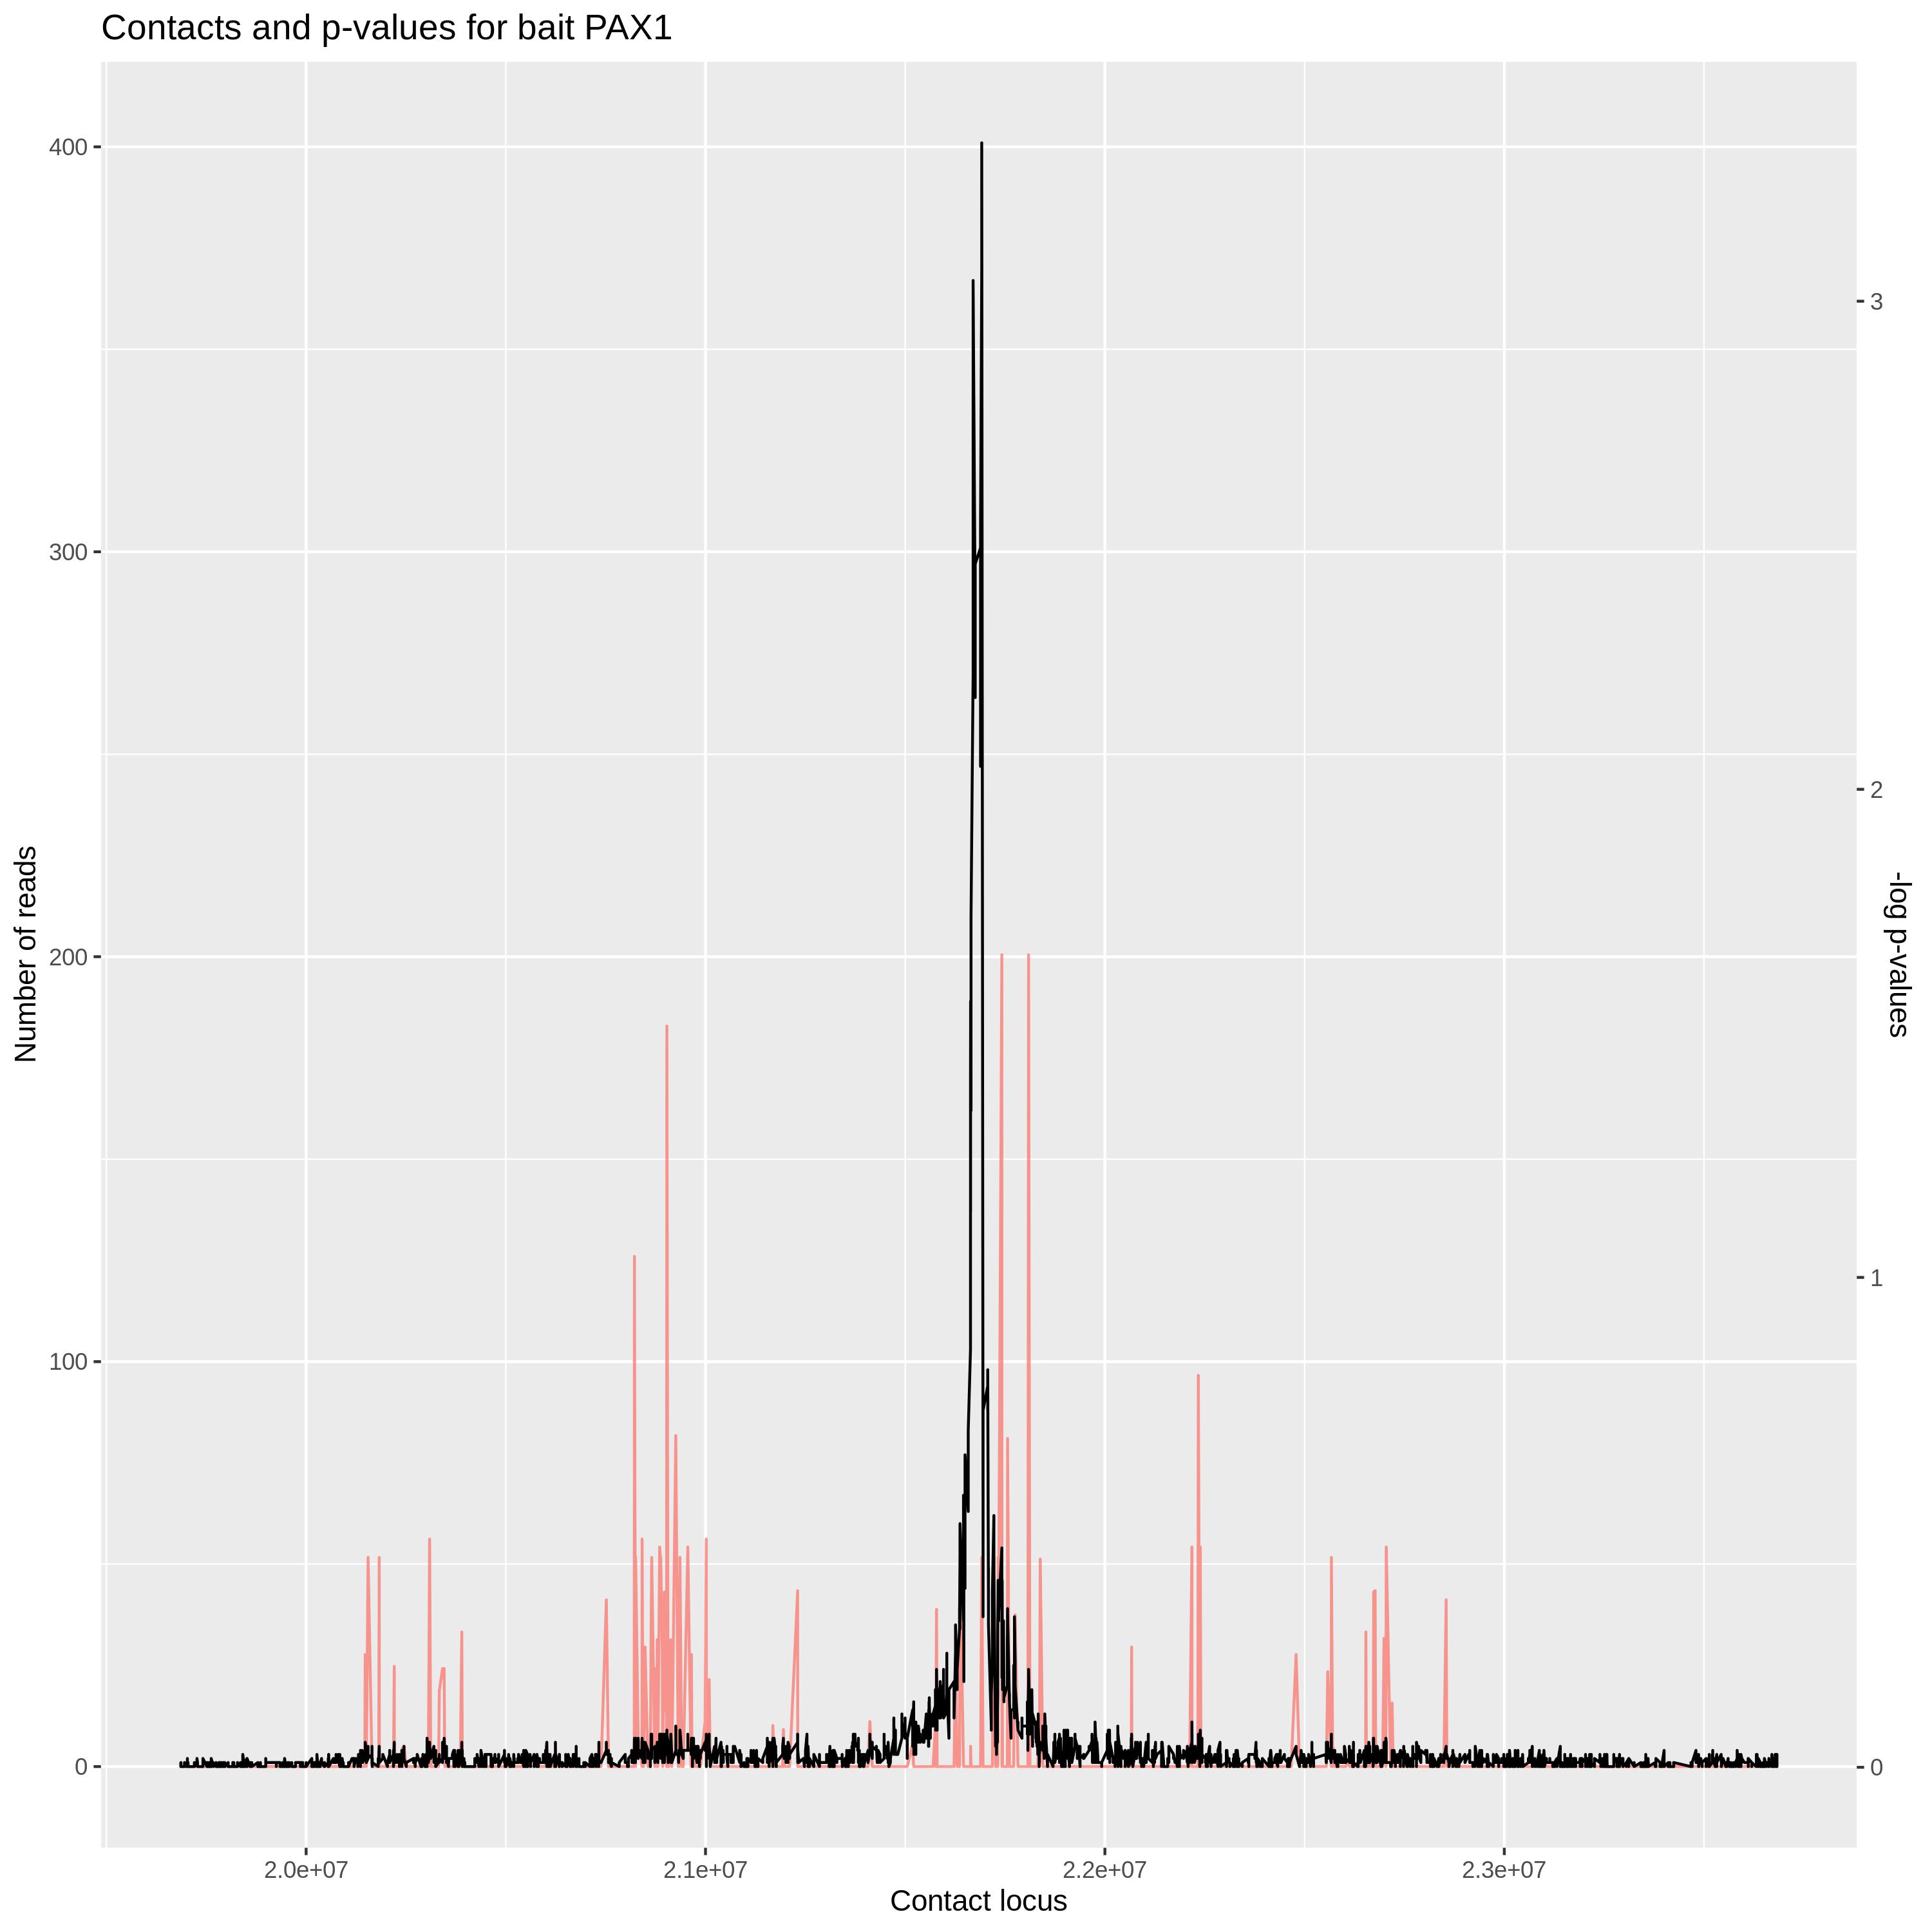 Contacts and p-values for bait PAX1
400
300
200
100
0
Number of reads
3
2
1
0
-log p-values
2.0e+07
2.1e+07
2.2e+07
2.3e+07
Contact locus